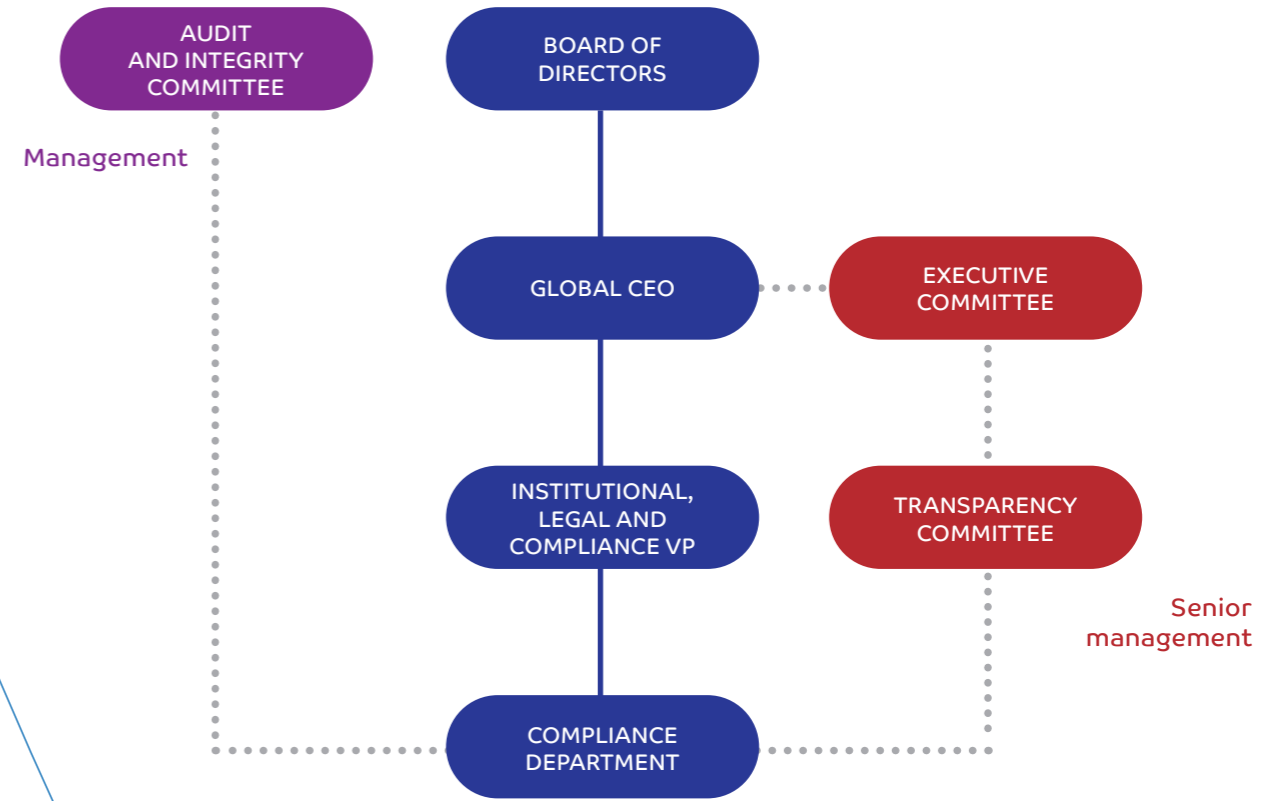 AUDIT
AND INTEGRITY
COMMITTEE
BOARD OF
DIRECTORS
Management
GLOBAL CEO
EXECUTIVE
COMMITTEE
INSTITUTIONAL,
LEGAL AND
COMPLIANCE VP
TRANSPARENCY
COMMITTEE
Senior
management
COMPLIANCE
DEPARTMENT